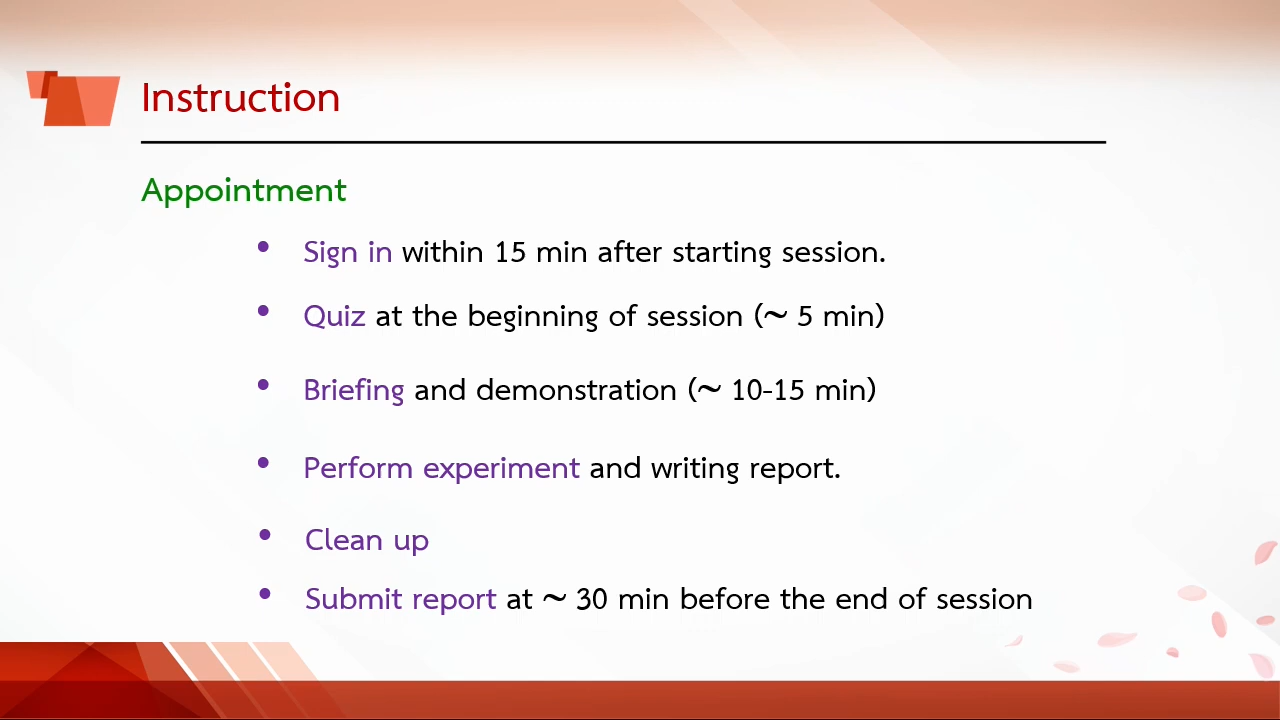 Instruction
Appointment
• Sign in within 15 min after starting session.
• Quiz at the beginning of session (~ 5 min)
• Briefing and demonstration (~ 10-15 min)
• Perform experiment and writing report.
• Clean up
• Submit report at ~ 30 min before the end of session